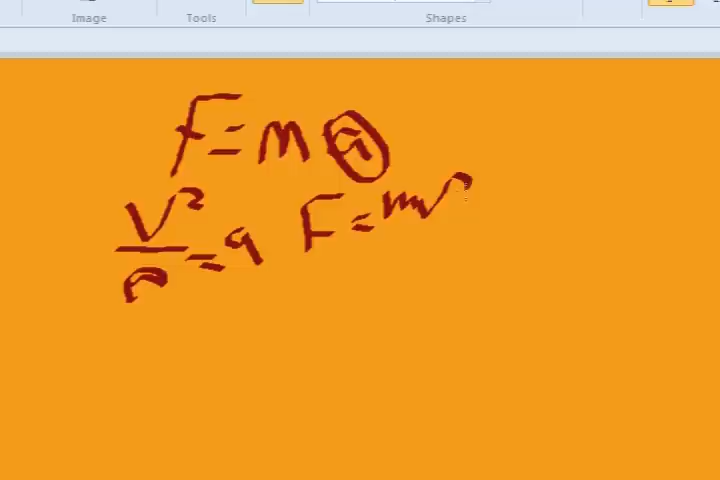 Image Tools Shapes
F = ma
V²/r = a F = mv²